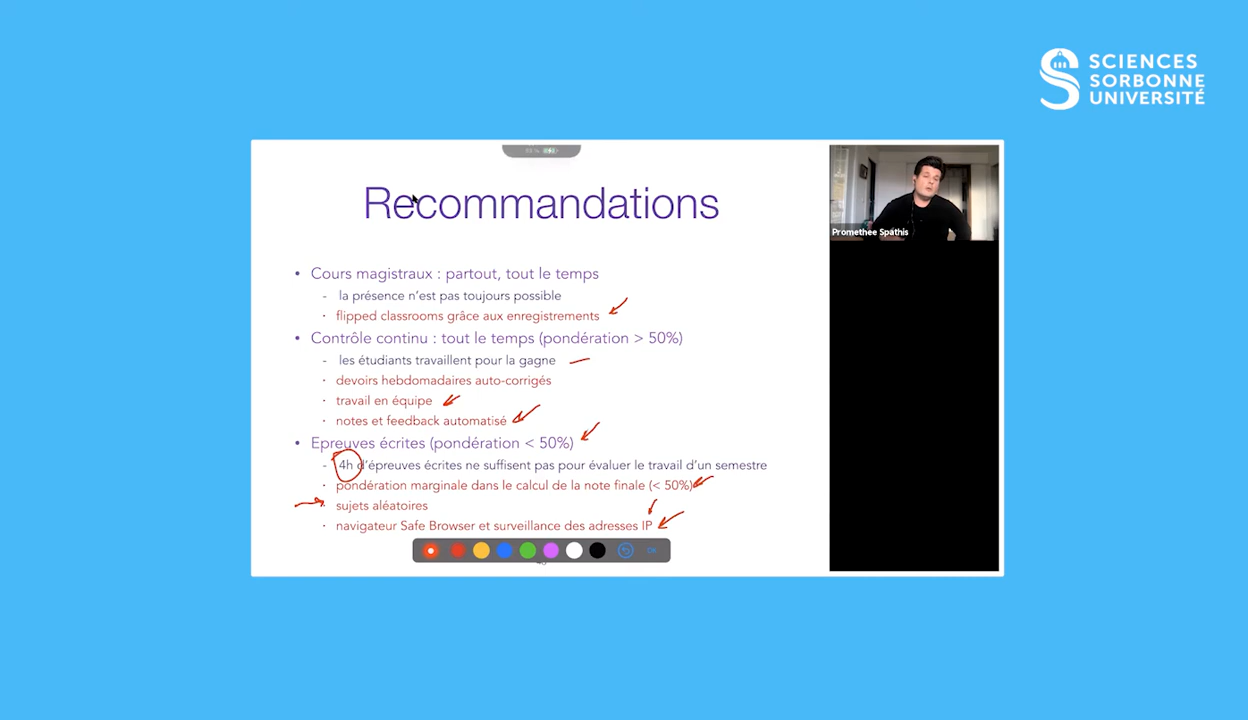 SCIENCES
SORBONNE
UNIVERSITÉ
Recommandations
Promethee Spathis
• Cours magistraux : partout, tout le temps
- la présence n'est pas toujours possible
· flipped classrooms grâce aux enregistrements
• Contrôle continu : tout le temps (pondération > 50%)
- les étudiants travaillent pour la gagne
· devoirs hebdomadaires auto-corrigés
· travail en équipe
· notes et feedback automatisé
• Epreuves écrites (pondération < 50%)
- 4h d'épreuves écrites ne suffisent pas pour évaluer le travail d'un semestre
· pondération marginale dans le calcul de la note finale (< 50%)
· sujets aléatoires
· navigateur Safe Browser et surveillance des adresses IP